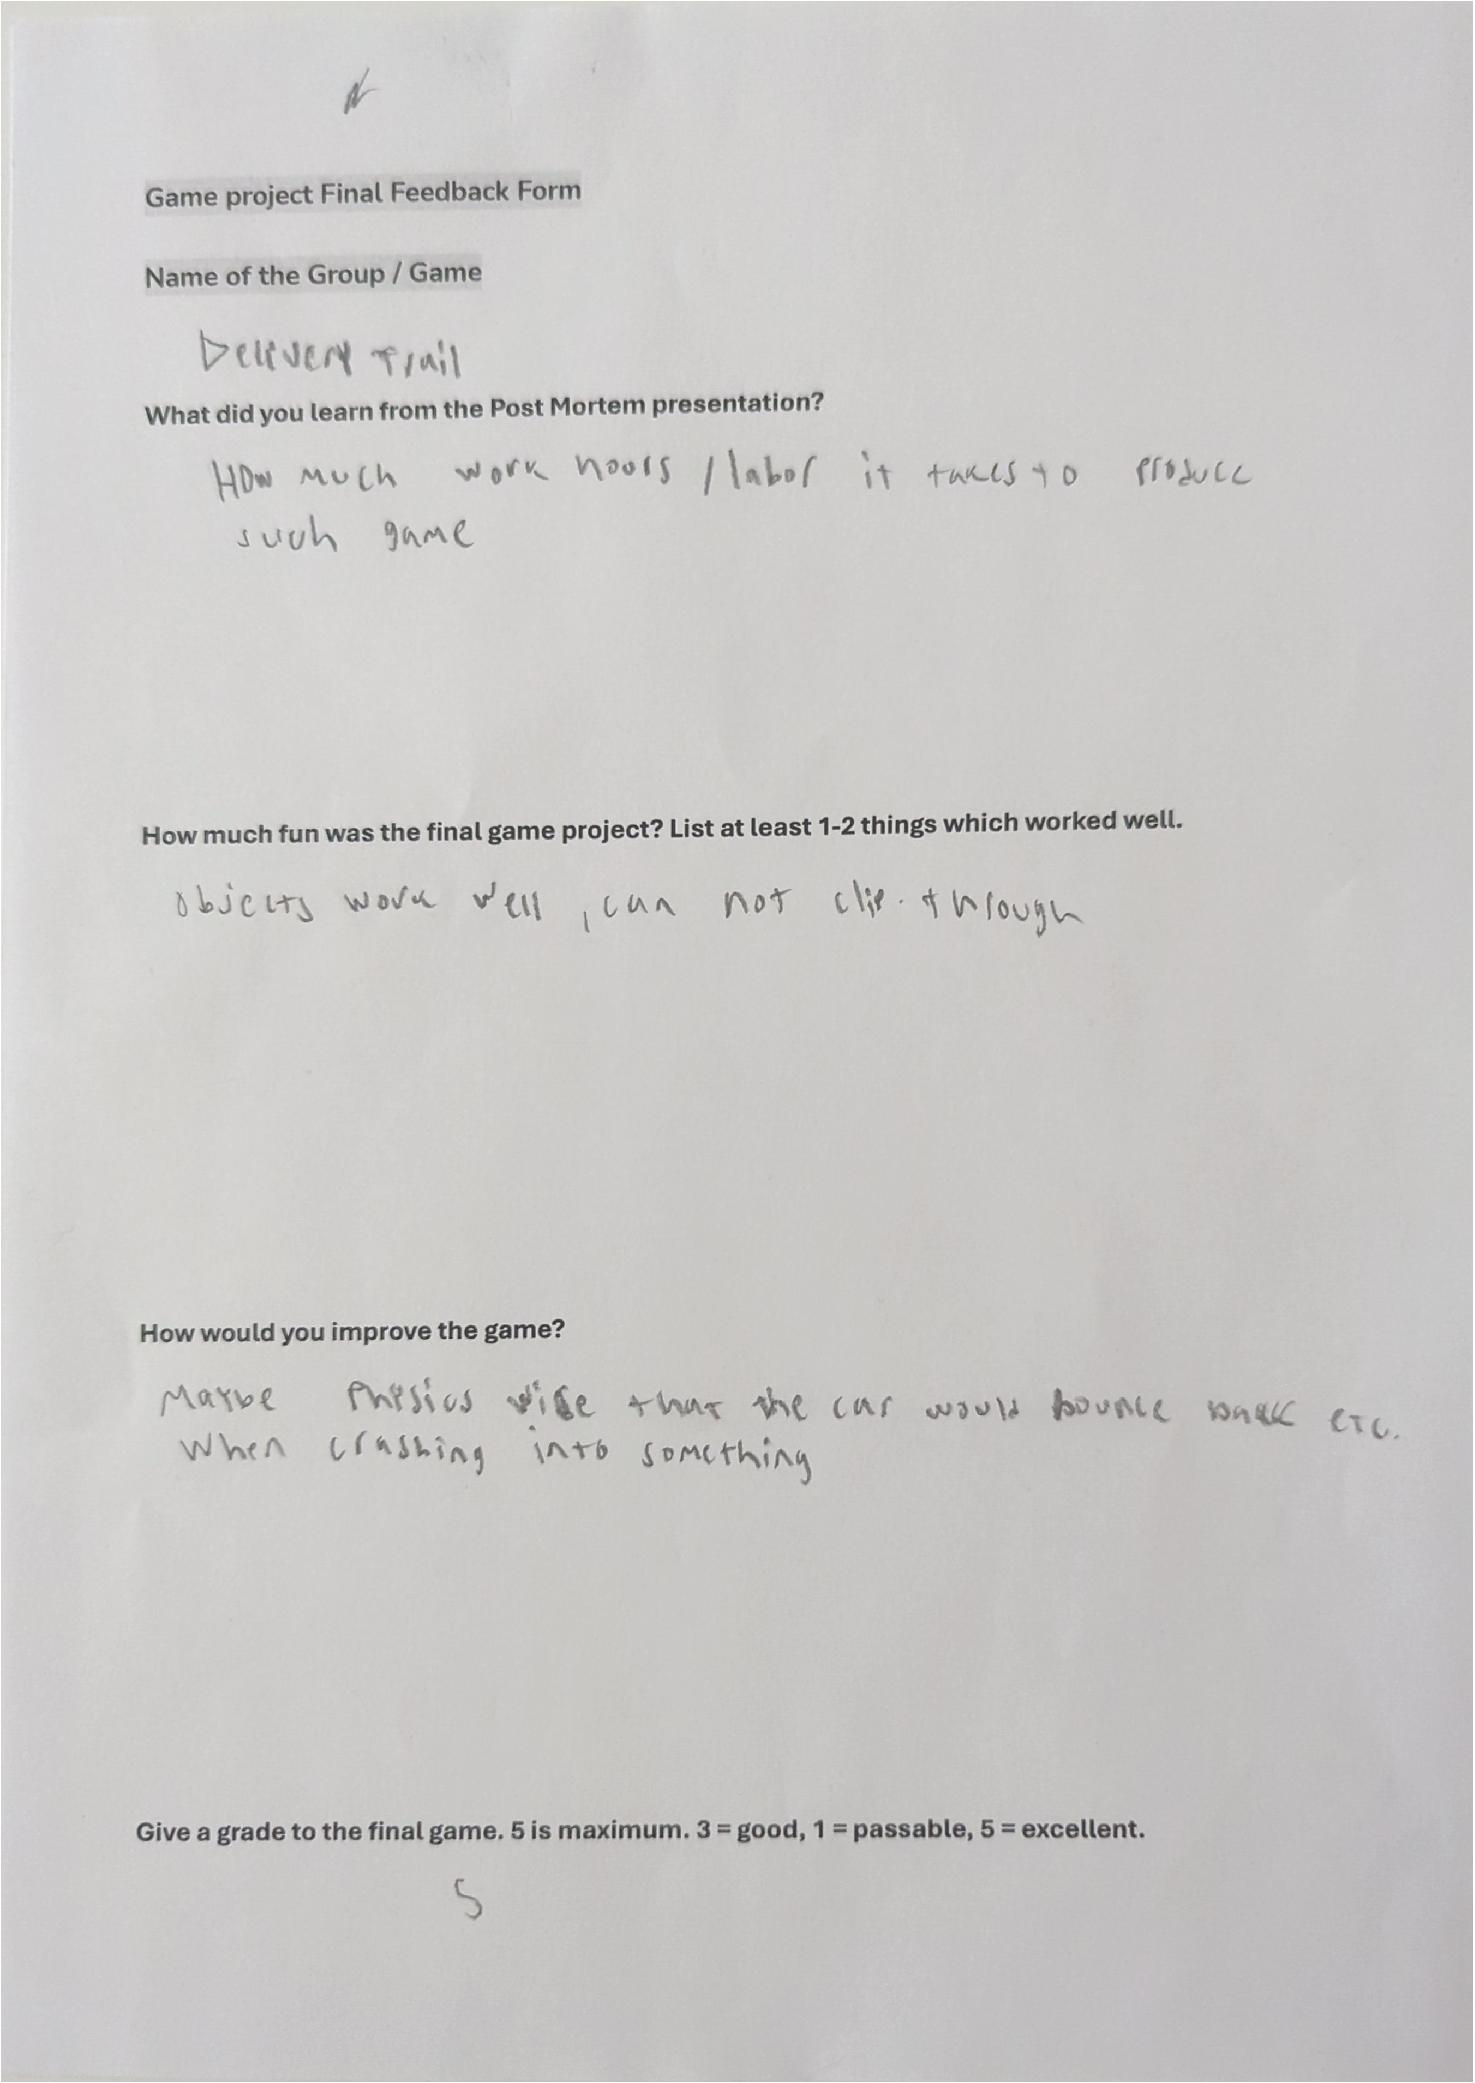 Game project Final Feedback Form
Name of the Group / Game
Delivery Trail
What did you learn from the Post Mortem presentation?
How much work hours / labor it takes to produce
such game
How much fun was the final game project? List at least 1-2 things which worked well.
objects work well, can not clip through
How would you improve the game?
Maybe Physics wise that the car would bounce back etc.
When crashing into something
Give a grade to the final game. 5 is maximum. 3 = good, 1 = passable, 5 = excellent.
5